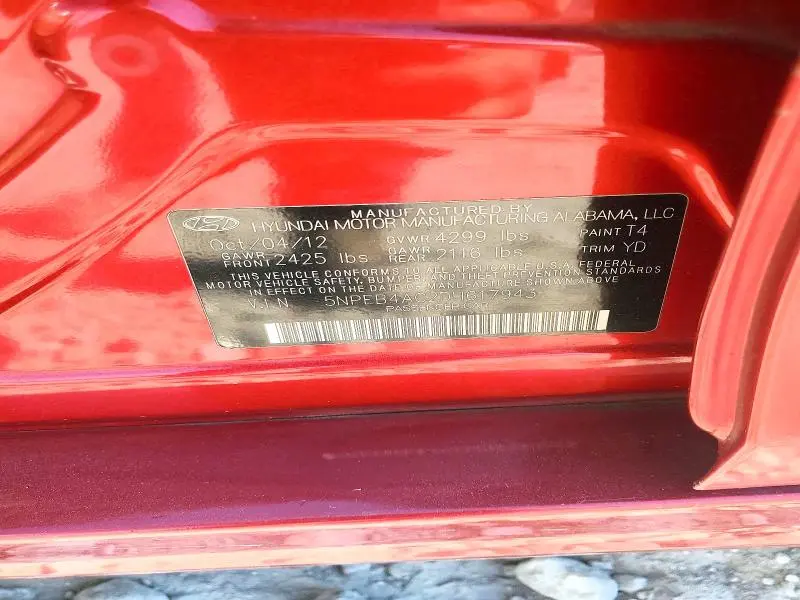 MANUFACTURED BY
HYUNDAI MOTOR MANUFACTURING ALABAMA, LLC
Oct/04/12 GVWR 4299 lbs PAINT T4
GAWR FRONT 2425 lbs GAWR REAR 2116 lbs TRIM YD
THIS VEHICLE CONFORMS TO ALL APPLICABLE U.S.A. FEDERAL
MOTOR VEHICLE SAFETY, BUMPER, AND THEFT PREVENTION STANDARDS
IN EFFECT ON THE DATE OF MANUFACTURE SHOWN ABOVE
V.I.N 5NPEB4AC2DH617943
PASSENGER CAR